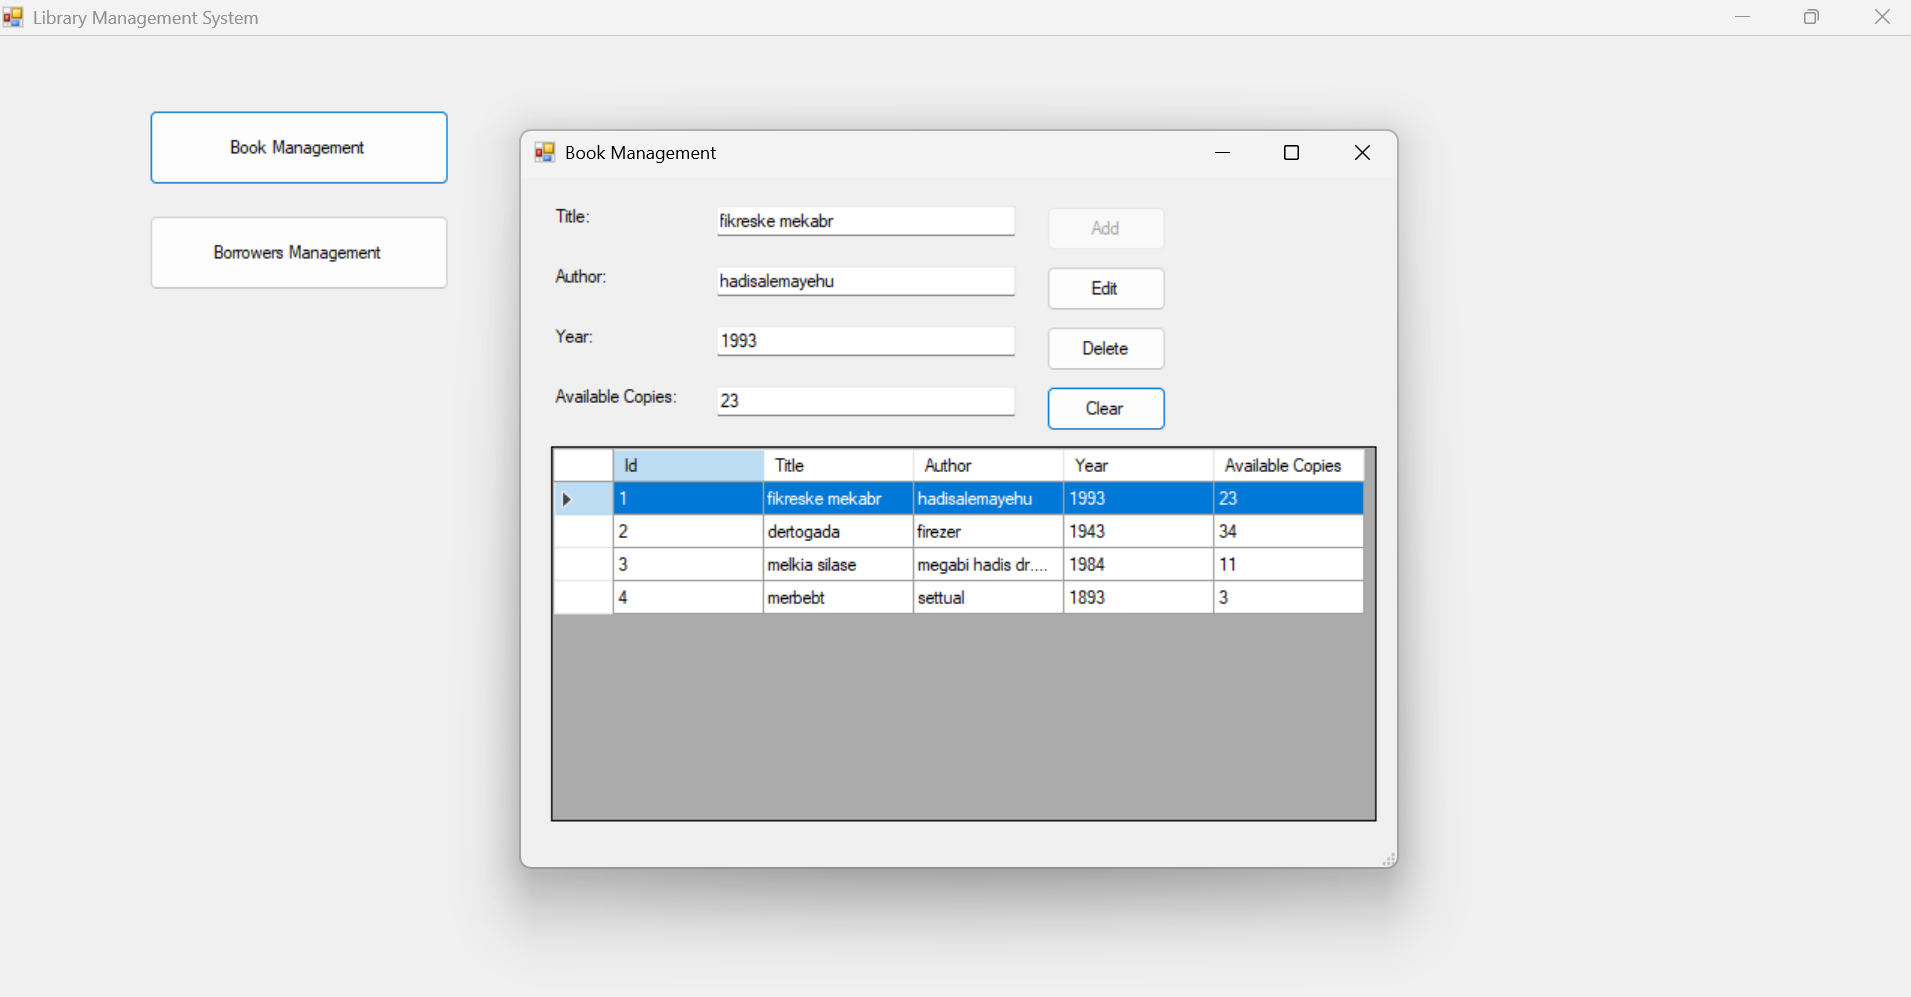 Library Management System
Book Management
Borrowers Management
Book Management
Title: fikreske mekabr Add
Author: hadisalemayehu Edit
Year: 1993 Delete
Available Copies: 23 Clear
Id Title Author Year Available Copies
1 fikreske mekabr hadisalemayehu 1993 23
2 dertogada firezer 1943 34
3 melkia silase megabi hadis dr.... 1984 11
4 merbebt settual 1893 3